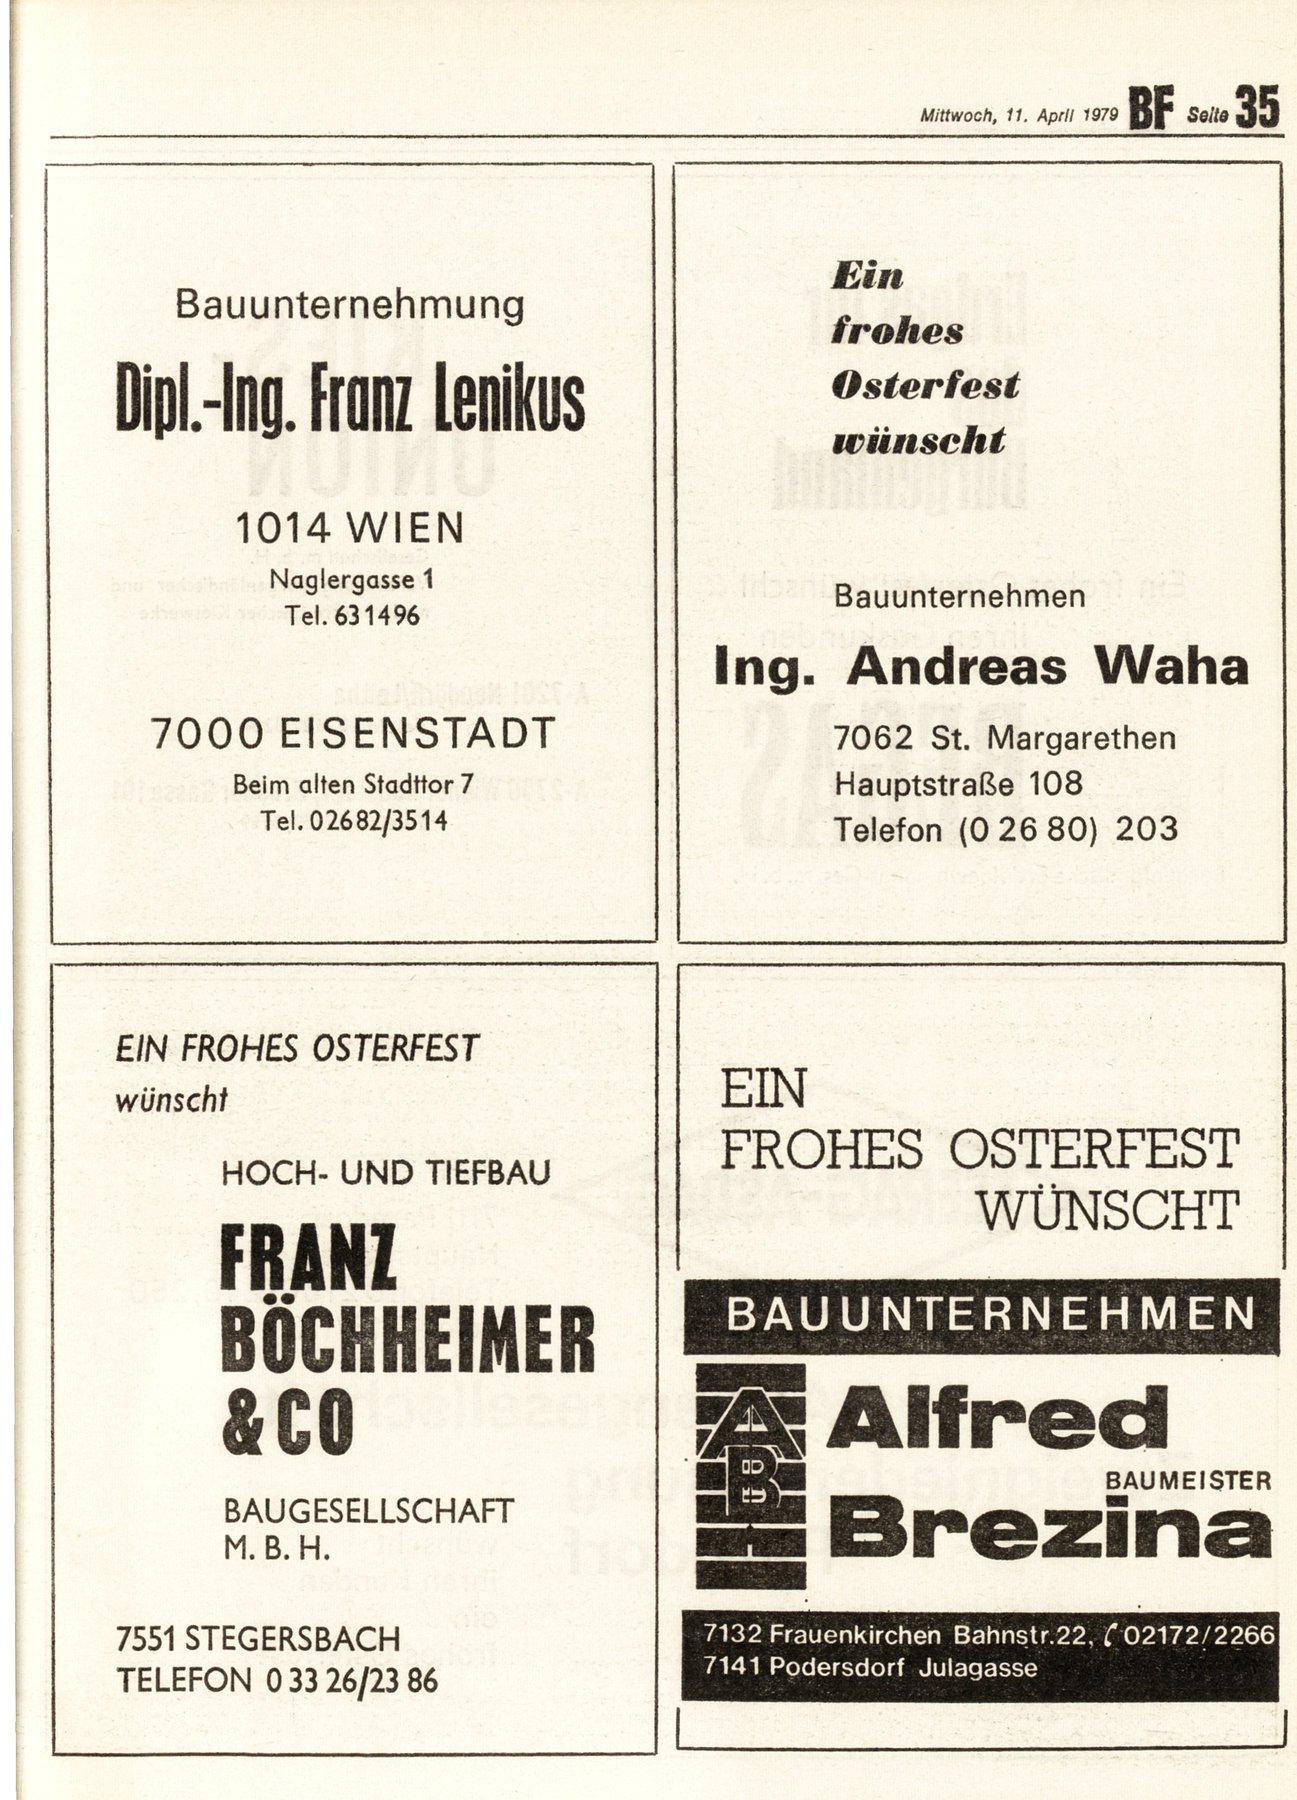 Mittwoch, 11. April 1979 BF Seite 35
Bauunternehmung
Dipl.-Ing. Franz Lenikus
1014 WIEN
Naglergasse 1
Tel. 631496
7000 EISENSTADT
Beim alten Stadttor 7
Tel. 02682/3514
Ein
frohes
Osterfest
wünscht
Bauunternehmen
Ing. Andreas Waha
7062 St. Margarethen
Hauptstraße 108
Telefon (0 26 80) 203
EIN FROHES OSTERFEST
wünscht
HOCH- UND TIEFBAU
FRANZ
BÖCHHEIMER
& CO
BAUGESELLSCHAFT
M. B. H.
7551 STEGERSBACH
TELEFON 0 33 26/23 86
EIN
FROHES OSTERFEST
WÜNSCHT
BAUUNTERNEHMEN
AB
Alfred
BAUMEISTER
Brezina
7132 Frauenkirchen Bahnstr.22, ✆ 02172/2266
7141 Podersdorf Julagasse